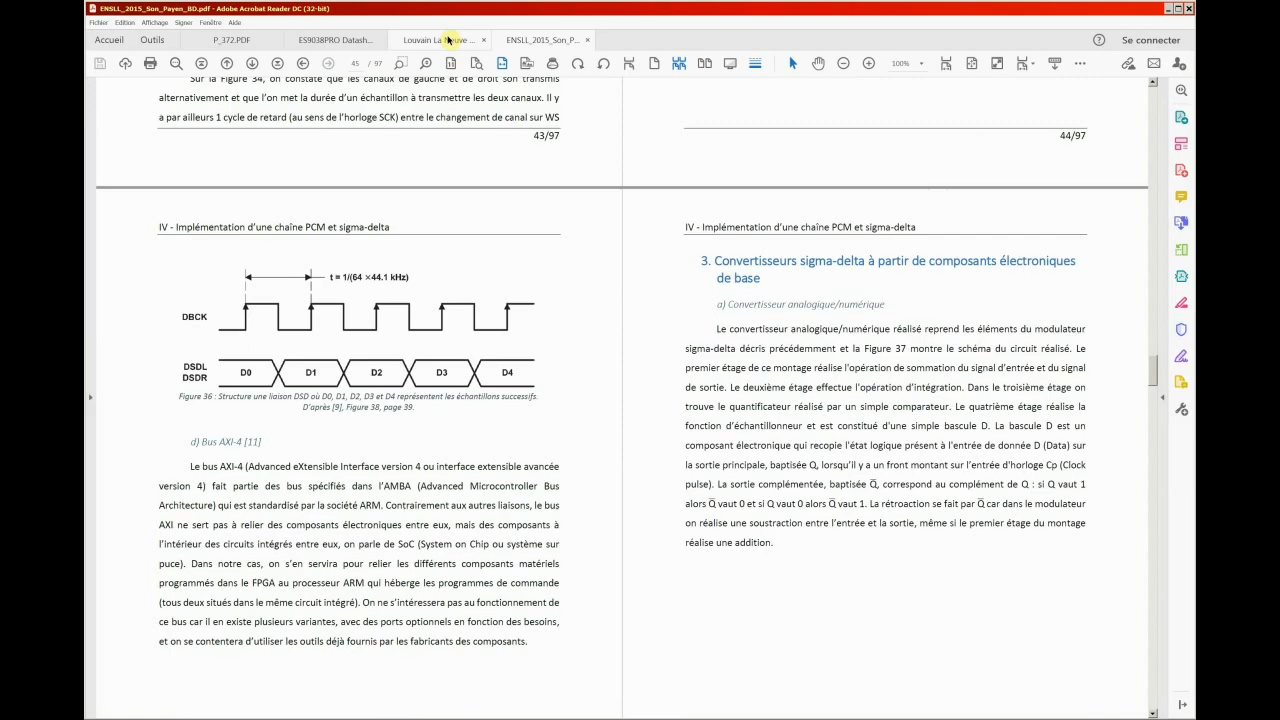 ENSLL_2015_Son_Payen_BD.pdf - Adobe Acrobat Reader DC (32-bit)
Fichier Edition Affichage Signer Fenêtre Aide
Accueil Outils P_372.PDF ES9038PRO Datash... Louvain La Neuve ... × ENSLL_2015_Son_P... × Se connecter
45 / 97 100%
Sur la Figure 34, on constate que les canaux de gauche et de droit son transmis
alternativement et que l'on met la durée d'un échantillon à transmettre les deux canaux. Il y
a par ailleurs 1 cycle de retard (au sens de l'horloge SCK) entre le changement de canal sur WS
43/97
44/97
IV - Implémentation d'une chaîne PCM et sigma-delta
t = 1/(64 ×44.1 kHz)
DBCK
DSDL
DSDR
D0 D1 D2 D3 D4
Figure 36 : Structure une liaison DSD où D0, D1, D2, D3 et D4 représentent les échantillons successifs.
D'après [9], Figure 38, page 39.
d) Bus AXI-4 [11]
Le bus AXI-4 (Advanced eXtensible Interface version 4 ou interface extensible avancée
version 4) fait partie des bus spécifiés dans l'AMBA (Advanced Microcontroller Bus
Architecture) qui est standardisé par la société ARM. Contrairement aux autres liaisons, le bus
AXI ne sert pas à relier des composants électroniques entre eux, mais des composants à
l'intérieur des circuits intégrés entre eux, on parle de SoC (System on Chip ou système sur
puce). Dans notre cas, on s'en servira pour relier les différents composants matériels
programmés dans le FPGA au processeur ARM qui héberge les programmes de commande
(tous deux situés dans le même circuit intégré). On ne s'intéressera pas au fonctionnement de
ce bus car il en existe plusieurs variantes, avec des ports optionnels en fonction des besoins,
et on se contentera d'utiliser les outils déjà fournis par les fabricants des composants.
IV - Implémentation d'une chaîne PCM et sigma-delta
3. Convertisseurs sigma-delta à partir de composants électroniques
de base
a) Convertisseur analogique/numérique
Le convertisseur analogique/numérique réalisé reprend les éléments du modulateur
sigma-delta décris précédemment et la Figure 37 montre le schéma du circuit réalisé. Le
premier étage de ce montage réalise l'opération de sommation du signal d'entrée et du signal
de sortie. Le deuxième étage effectue l'opération d'intégration. Dans le troisième étage on
trouve le quantificateur réalisé par un simple comparateur. Le quatrième étage réalise la
fonction d'échantillonneur et est constitué d'une simple bascule D. La bascule D est un
composant électronique qui recopie l'état logique présent à l'entrée de donnée D (Data) sur
la sortie principale, baptisée Q, lorsqu'il y a un front montant sur l'entrée d'horloge Cp (Clock
pulse). La sortie complémentée, baptisée Q̅, correspond au complément de Q : si Q vaut 1
alors Q̅ vaut 0 et si Q vaut 0 alors Q̅ vaut 1. La rétroaction se fait par Q̅ car dans le modulateur
on réalise une soustraction entre l'entrée et la sortie, même si le premier étage du montage
réalise une addition.